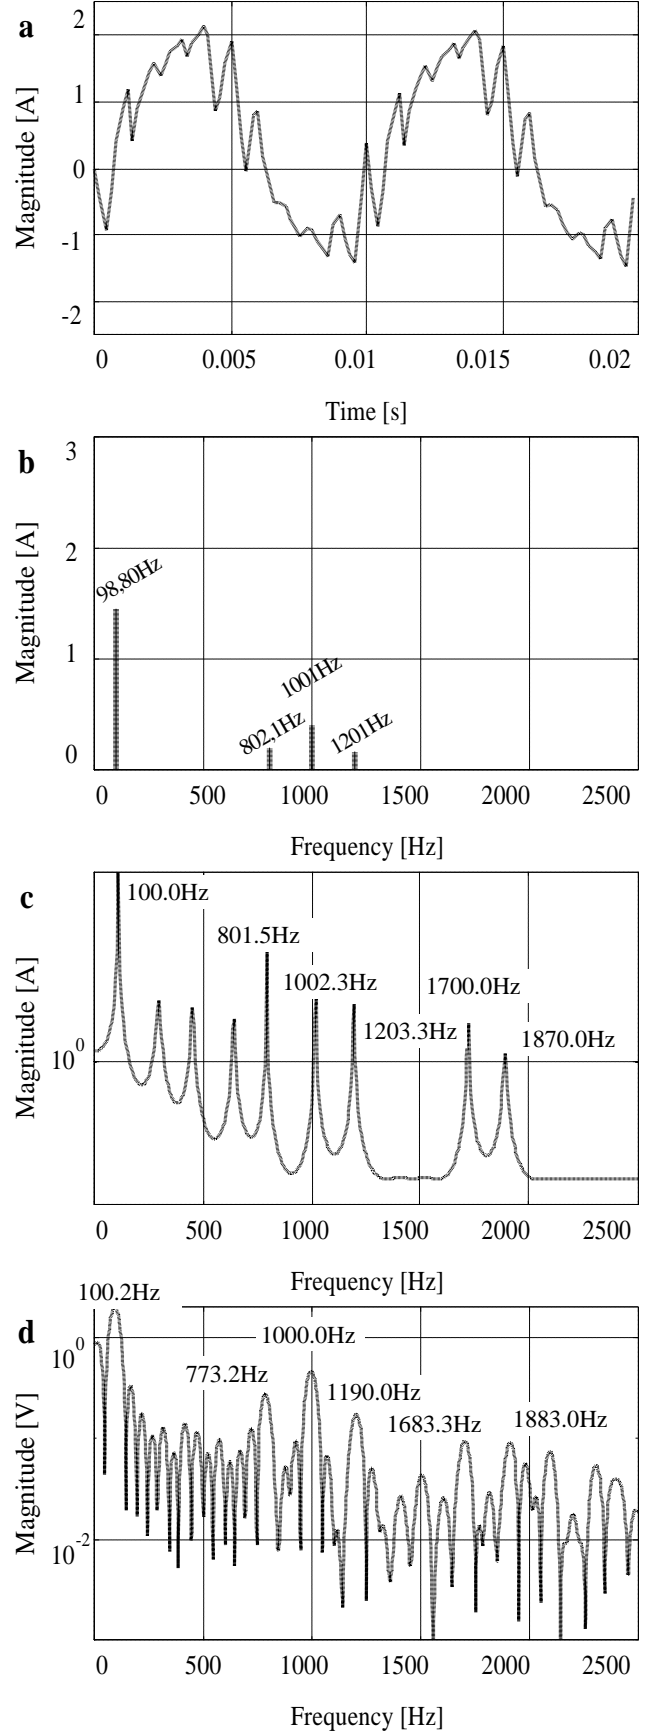 a
Magnitude [A]
2
1
0
-1
-2
0 0.005 0.01 0.015 0.02
Time [s]
b
Magnitude [A]
3
2
1
0
98,80Hz
802,1Hz
1001Hz
1201Hz
0 500 1000 1500 2000 2500
Frequency [Hz]
c
Magnitude [A]
10^0
100.0Hz
801.5Hz
1002.3Hz
1203.3Hz
1700.0Hz
1870.0Hz
0 500 1000 1500 2000 2500
Frequency [Hz]
d
Magnitude [V]
10^0
10^-2
100.2Hz
773.2Hz
1000.0Hz
1190.0Hz
1683.3Hz
1883.0Hz
0 500 1000 1500 2000 2500
Frequency [Hz]